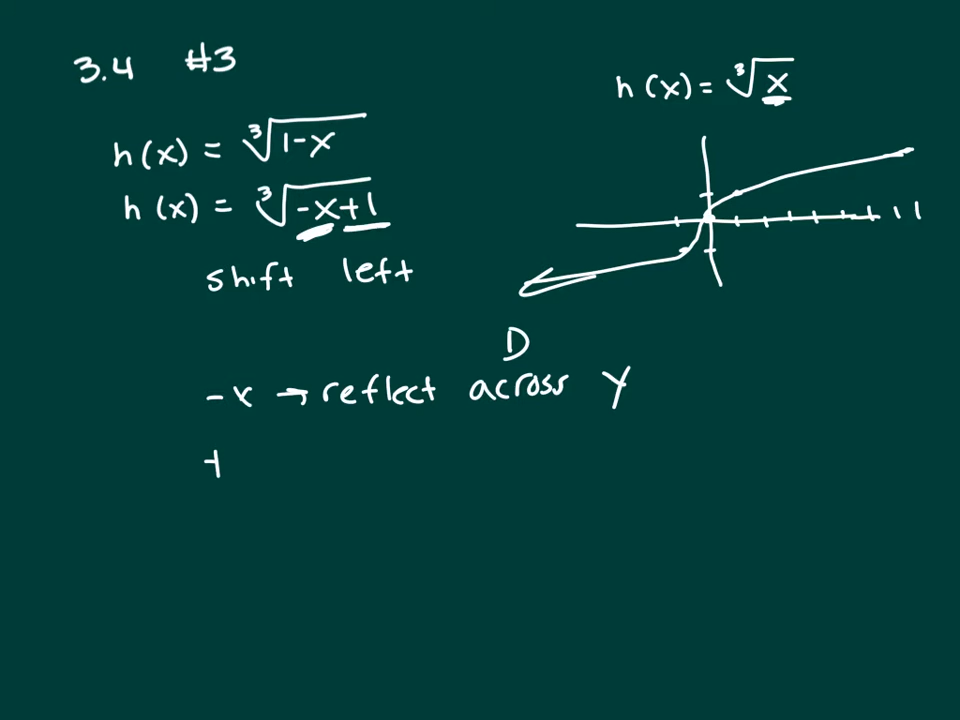 3.4 #3
h(x) = ∛x
h(x) = ∛1-x
h(x) = ∛-x+1
shift left
D
-x → reflect across y
+